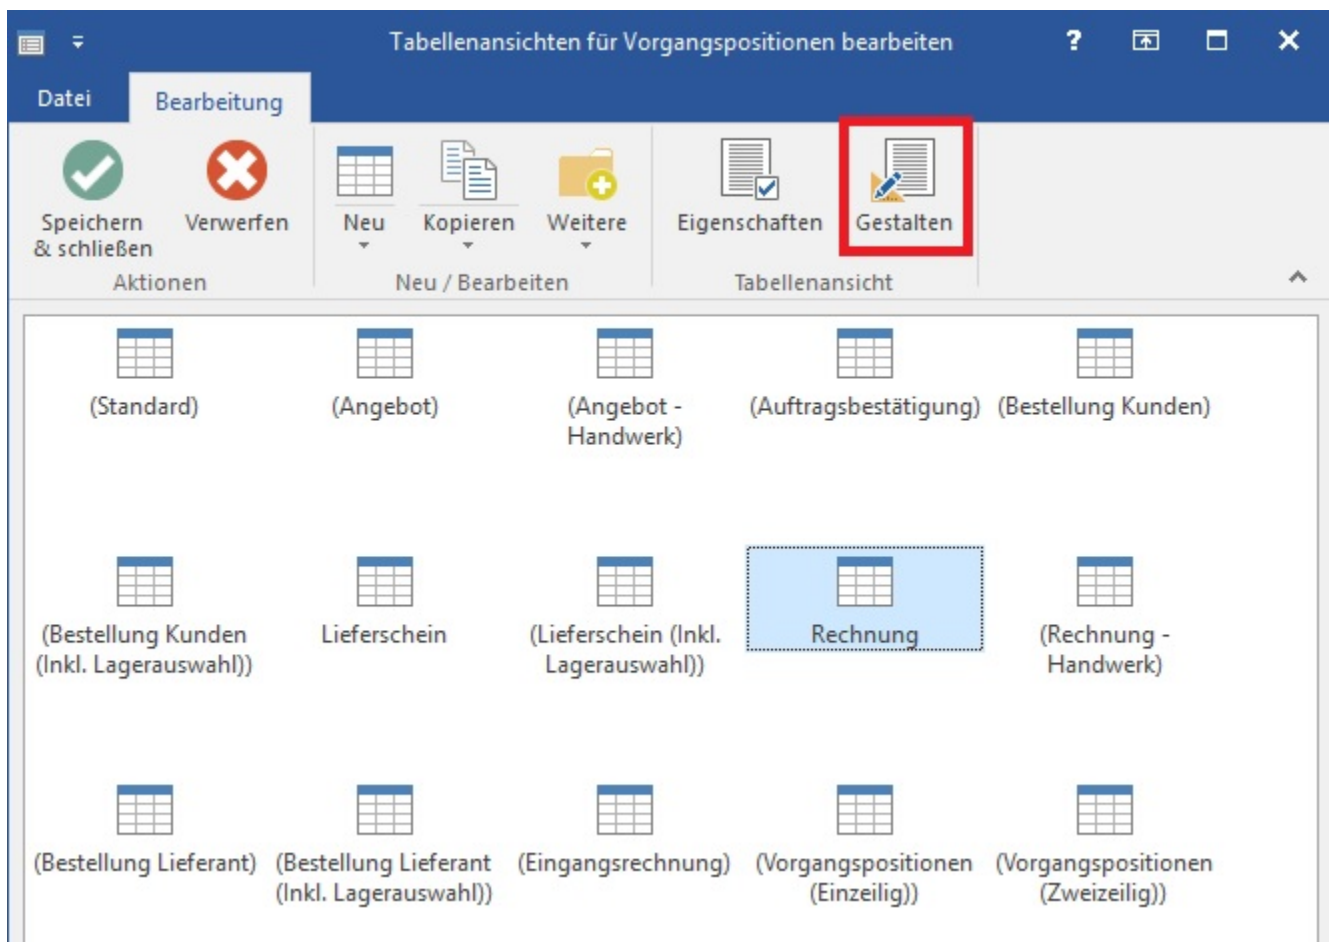 Tabellenansichten für Vorgangspositionen bearbeiten
Datei
Bearbeitung
Speichern
& schließen
Verwerfen
Neu
Kopieren
Weitere
Eigenschaften
Gestalten
Aktionen
Neu / Bearbeiten
Tabellenansicht
(Standard)
(Angebot)
(Angebot -
Handwerk)
(Auftragsbestätigung)
(Bestellung Kunden)
(Bestellung Kunden
(Inkl. Lagerauswahl))
Lieferschein
(Lieferschein (Inkl.
Lagerauswahl))
Rechnung
(Rechnung -
Handwerk)
(Bestellung Lieferant)
(Bestellung Lieferant
(Inkl. Lagerauswahl))
(Eingangsrechnung)
(Vorgangspositionen
(Einzeilig))
(Vorgangspositionen
(Zweizeilig))